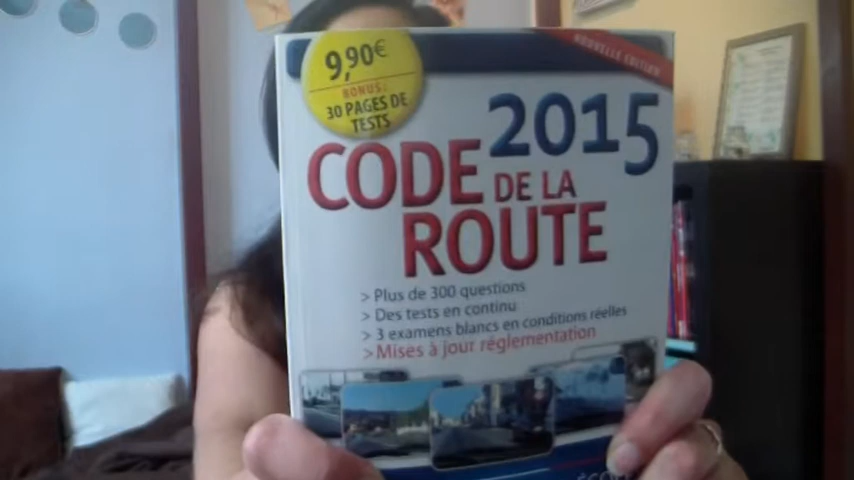 9,90€
BONUS:
30 PAGES DE
TESTS
NOUVELLE EDITION
2015
CODE DE LA
ROUTE
> Plus de 300 questions
> Des tests en continu
> 3 examens blancs en conditions réelles
> Mises à jour réglementation